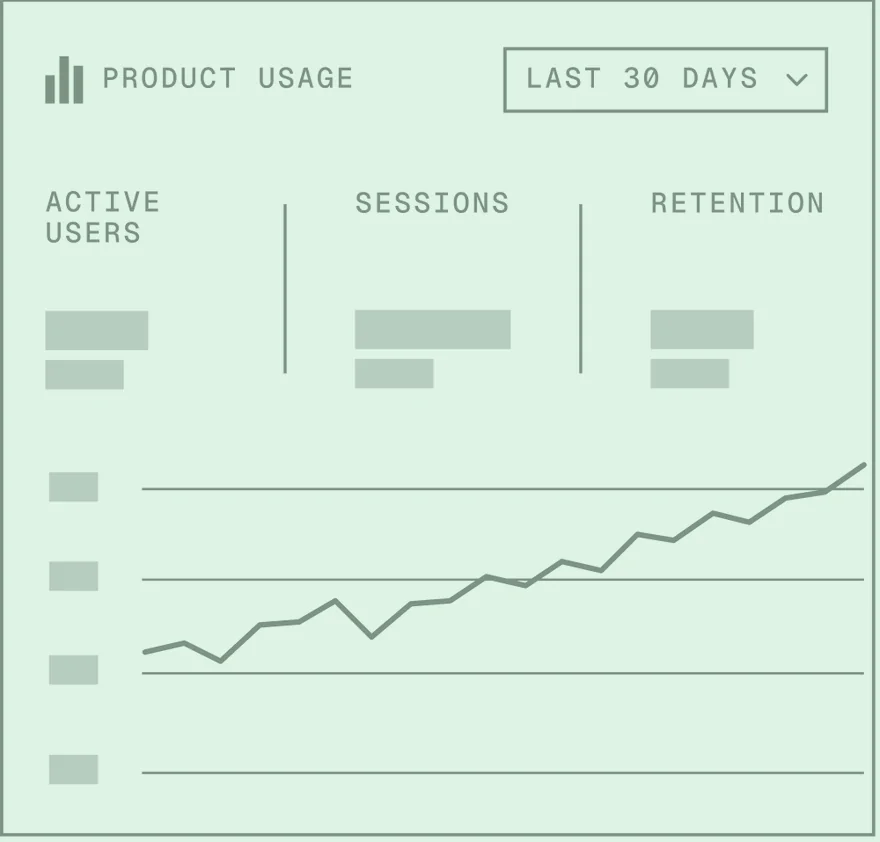 PRODUCT USAGE
LAST 30 DAYS
ACTIVE
USERS
SESSIONS
RETENTION